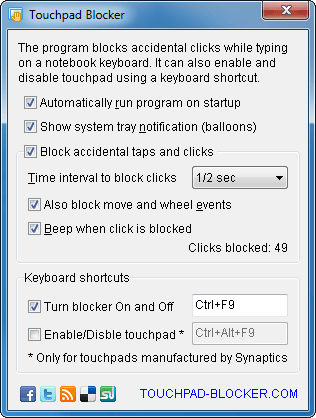 Touchpad Blocker
The program blocks accidental clicks while typing
on a notebook keyboard. It can also enable and
disable touchpad using a keyboard shortcut.
Automatically run program on startup
Show system tray notification (balloons)
Block accidental taps and clicks
Time interval to block clicks 1/2 sec
Also block move and wheel events
Beep when click is blocked
Clicks blocked: 49
Keyboard shortcuts
Turn blocker On and Off Ctrl+F9
Enable/Disble touchpad * Ctrl+Alt+F9
* Only for touchpads manufactured by Synaptics
TOUCHPAD-BLOCKER.COM